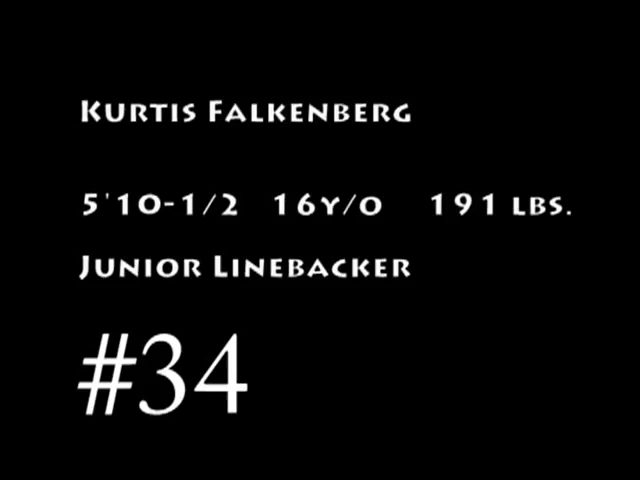 Kurtis Falkenberg
5'10-1/2 16y/o 191 lbs.
Junior Linebacker
#34